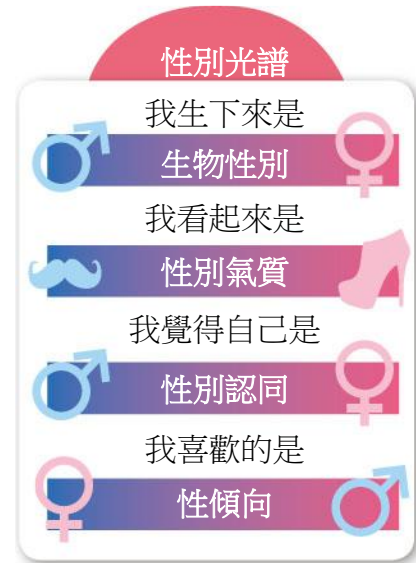 性別光譜
我生下來是
生物性別
我看起來是
性別氣質
我覺得自己是
性別認同
我喜歡的是
性傾向